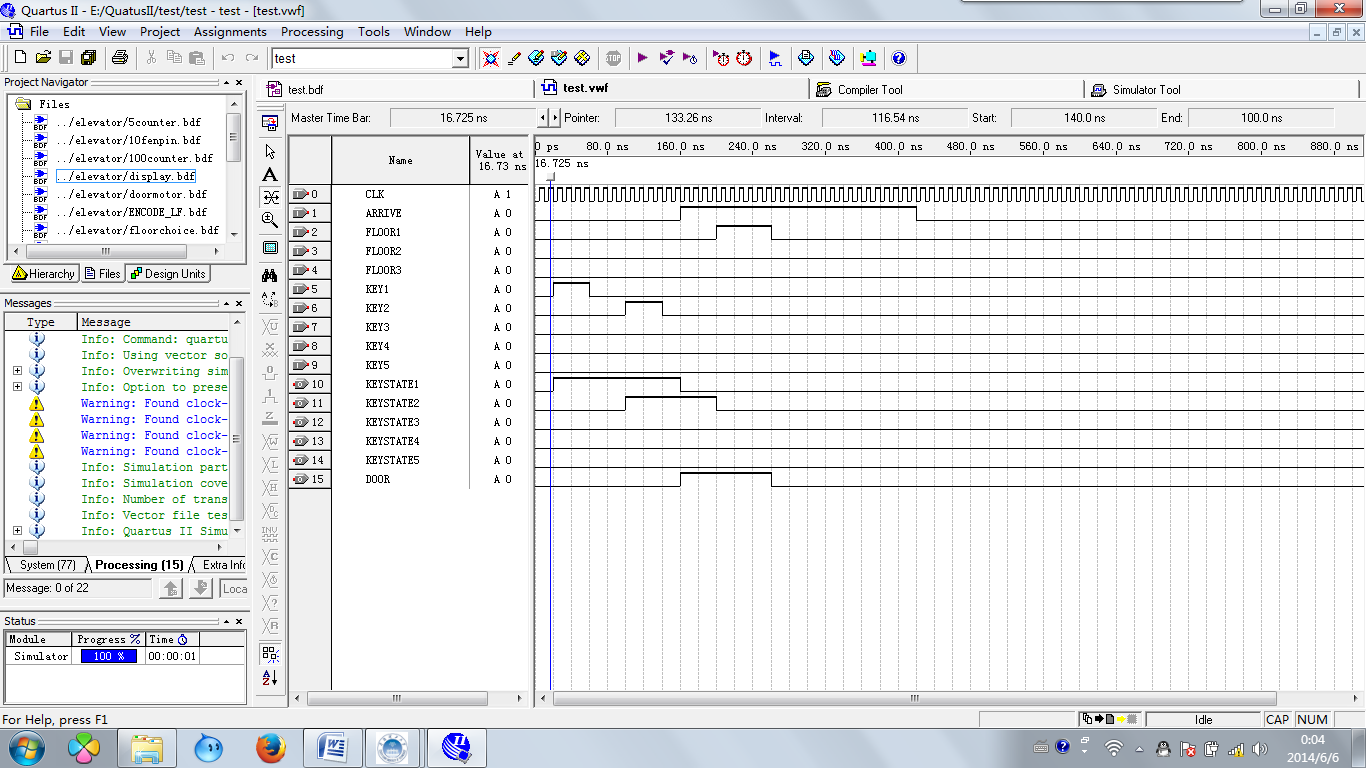 Quartus II - E:/QuatusII/test/test - test - [test.vwf]
File Edit View Project Assignments Processing Tools Window Help
test
Project Navigator
Files
../elevator/5counter.bdf
../elevator/10fenpin.bdf
../elevator/100counter.bdf
../elevator/display.bdf
../elevator/doormotor.bdf
../elevator/ENCODE_LF.bdf
../elevator/floorchoice.bdf
Hierarchy Files Design Units
Messages
Type Message
Info: Command: quartu
Info: Using vector so
Info: Overwriting sim
Info: Option to prese
Warning: Found clock-
Warning: Found clock-
Warning: Found clock-
Warning: Found clock-
Info: Simulation part
Info: Simulation cove
Info: Number of trans
Info: Vector file tes
Info: Quartus II Simu
System (77) Processing (15) Extra Info
Message: 0 of 22 Loca
Status
Module Progress % Time
Simulator 100 % 00:00:01
test.bdf test.vwf Compiler Tool Simulator Tool
Master Time Bar: 16.725 ns Pointer: 133.26 ns Interval: 116.54 ns Start: 140.0 ns End: 100.0 ns
Name Value at 16.73 ns
0 ps 80.0 ns 160.0 ns 240.0 ns 320.0 ns 400.0 ns 480.0 ns 560.0 ns 640.0 ns 720.0 ns 800.0 ns 880.0 ns
16.725 ns
0 CLK A 1
1 ARRIVE A 0
2 FLOOR1 A 0
3 FLOOR2 A 0
4 FLOOR3 A 0
5 KEY1 A 0
6 KEY2 A 0
7 KEY3 A 0
8 KEY4 A 0
9 KEY5 A 0
10 KEYSTATE1 A 0
11 KEYSTATE2 A 0
12 KEYSTATE3 A 0
13 KEYSTATE4 A 0
14 KEYSTATE5 A 0
15 DOOR A 0
For Help, press F1
Idle CAP NUM
0:04
2014/6/6